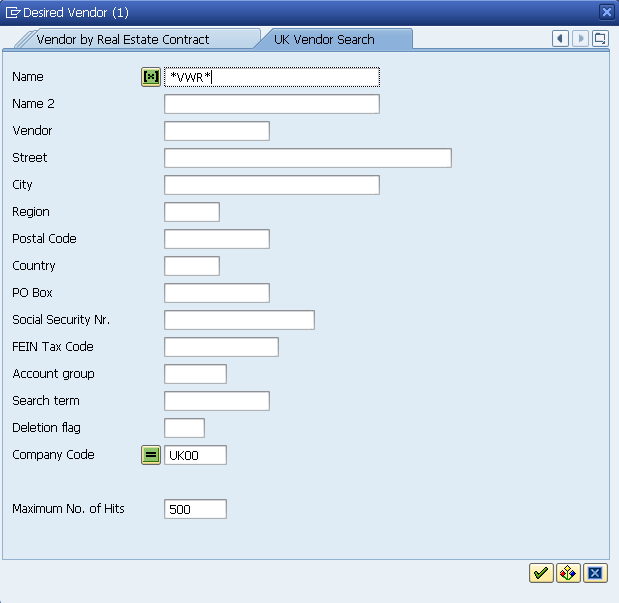 Desired Vendor (1)
Vendor by Real Estate Contract
UK Vendor Search
Name *VWR*
Name 2
Vendor
Street
City
Region
Postal Code
Country
PO Box
Social Security Nr.
FEIN Tax Code
Account group
Search term
Deletion flag
Company Code = UK00
Maximum No. of Hits 500